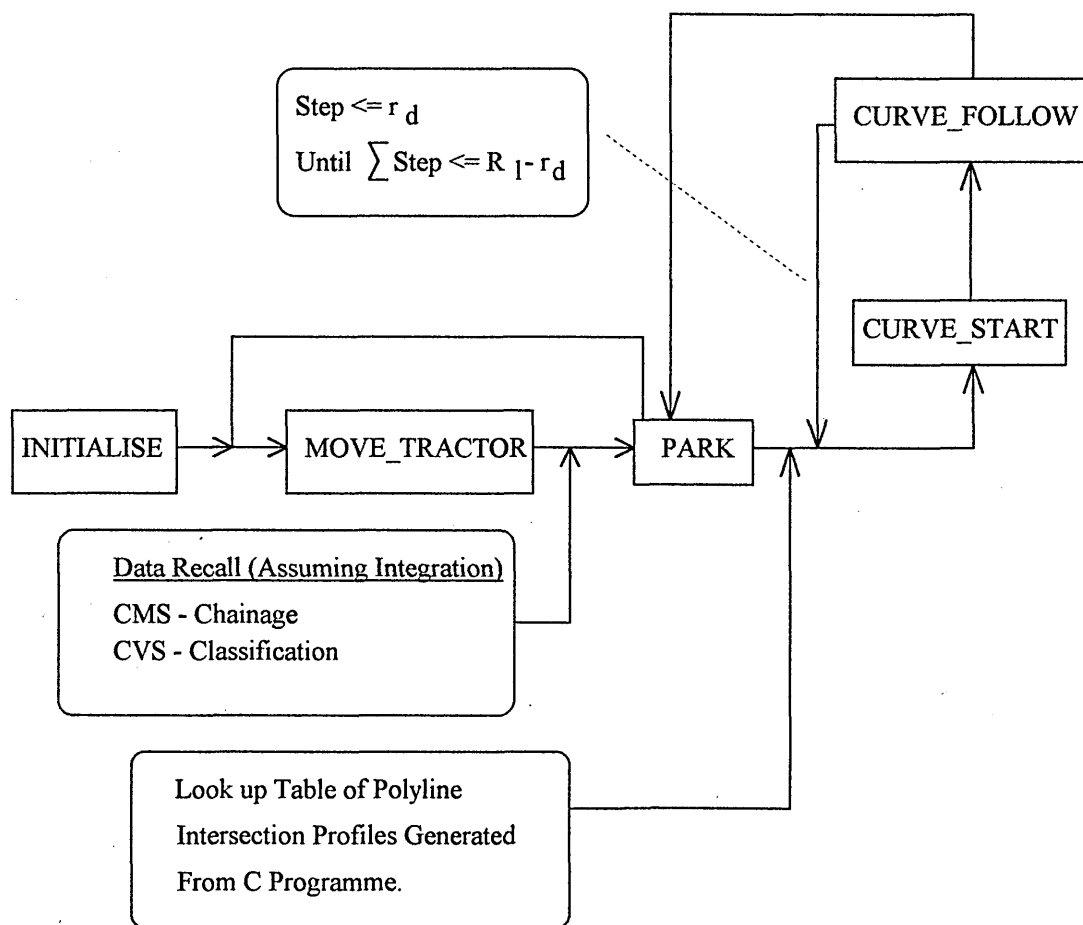 Step <= r d
Until ∑ Step <= R l - r d
CURVE_FOLLOW
CURVE_START
INITIALISE
MOVE_TRACTOR
PARK
Data Recall (Assuming Integration)
CMS - Chainage
CVS - Classification
Look up Table of Polyline
Intersection Profiles Generated
From C Programme.